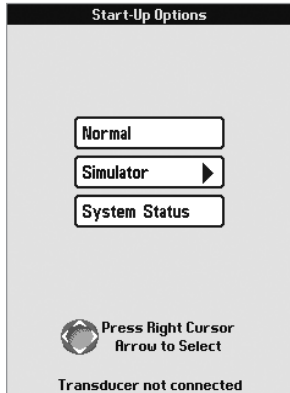 Start-Up Options
Normal
Simulator
System Status
Press Right Cursor
Arrow to Select
Transducer not connected